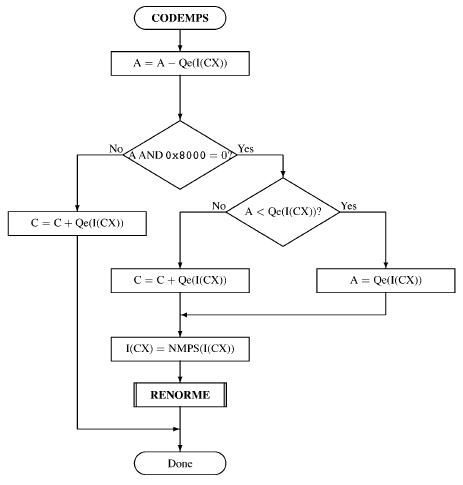 CODEMPS
A = A − Qe(I(CX))
No
A AND 0x8000 = 0?
Yes
No
A < Qe(I(CX))?
Yes
C = C + Qe(I(CX))
C = C + Qe(I(CX))
A = Qe(I(CX))
I(CX) = NMPS(I(CX))
RENORME
Done